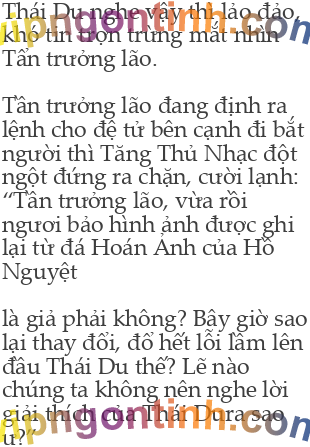 Thái Du nghe vậy thì lảo đảo,
khó tin trợn trừng mắt nhìn
Tần trưởng lão.
Tần trưởng lão đang định ra
lệnh cho đệ tử bên cạnh đi bắt
người thì Tăng Thủ Nhạc đột
ngột đứng ra chặn, cười lạnh:
“Tần trưởng lão, vừa rồi
ngươi bảo hình ảnh được ghi
lại từ đá Hoán Ảnh của Hồ
Nguyệt
là giả phải không? Bây giờ sao
lại thay đổi, đổ hết lỗi lầm lên
đầu Thái Du thế? Lẽ nào
chúng ta không nên nghe lời
giải thích của Thái Dura sao
ư?”